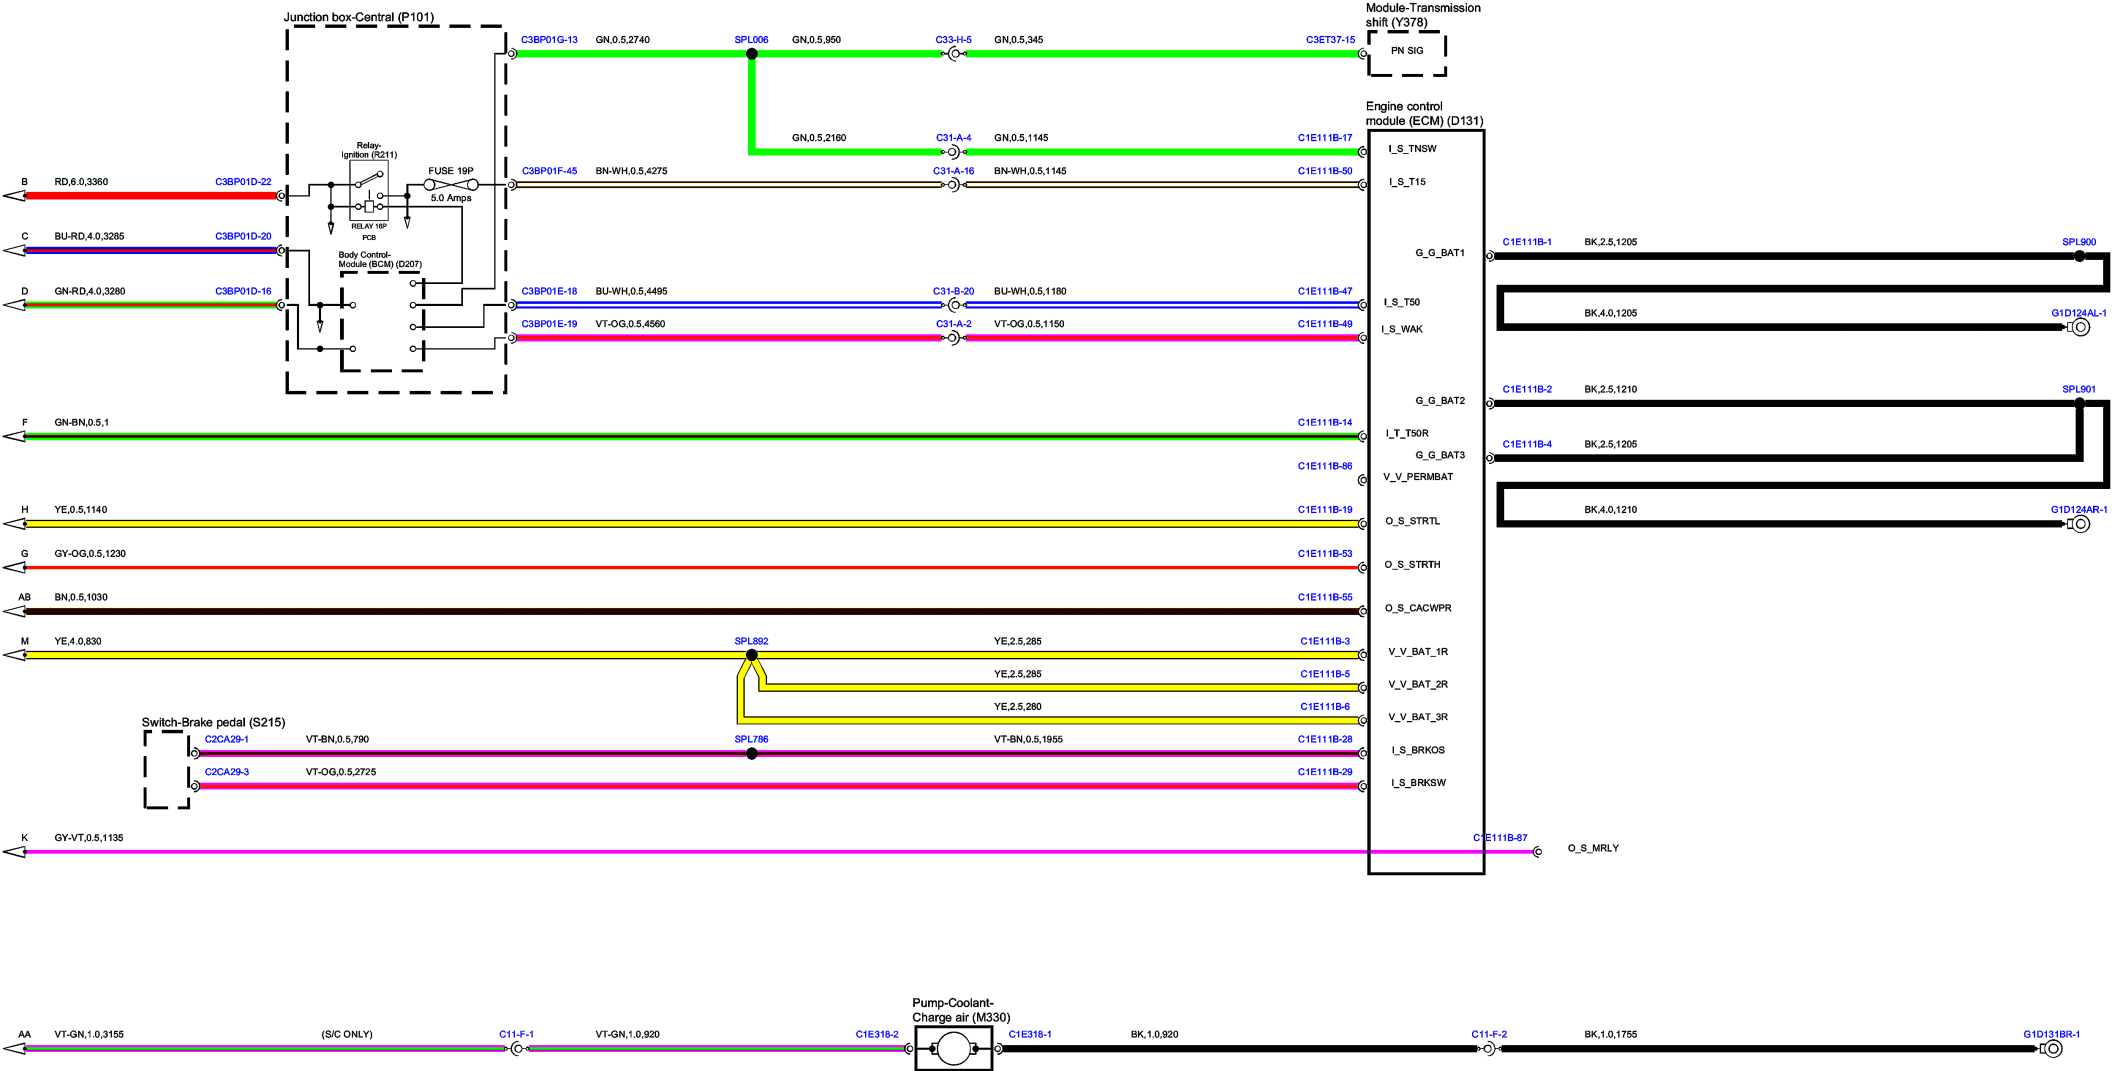 Junction box-Central (P101)
Module-Transmission
shift (Y378)
C3BP01G-13 GN,0.5,2740 SPL006 GN,0.5,950 C33-H-5 GN,0.5,345 C3ET37-15
PN SIG
Engine control
module (ECM) (D131)
GN,0.5,2160 C31-A-4 GN,0.5,1145 C1E111B-17
I_S_TNSW
Relay-
Ignition (R211)
FUSE 19P
5.0 Amps
C3BP01F-45 BN-WH,0.5,4275 C31-A-16 BN-WH,0.5,1145 C1E111B-50
I_S_T15
B RD,6.0,3360 C3BP01D-22
RELAY 16P
PCB
C BU-RD,4.0,3285 C3BP01D-20
Body Control-
Module (BCM) (D207)
G_G_BAT1 C1E111B-1 BK,2.5,1205 SPL900
D GN-RD,4.0,3280 C3BP01D-16
C3BP01E-18 BU-WH,0.5,4495 C31-B-20 BU-WH,0.5,1180 C1E111B-47
I_S_T50
BK,4.0,1205 G1D124AL-1
C3BP01E-19 VT-OG,0.5,4560 C31-A-2 VT-OG,0.5,1150 C1E111B-49
I_S_WAK
G_G_BAT2 C1E111B-2 BK,2.5,1210 SPL901
F GN-BN,0.5,1 C1E111B-14
I_T_T50R
G_G_BAT3 C1E111B-4 BK,2.5,1205
C1E111B-86
V_V_PERMBAT
H YE,0.5,1140 C1E111B-19
O_S_STRTL
BK,4.0,1210 G1D124AR-1
G GY-OG,0.5,1230 C1E111B-53
O_S_STRTH
AB BN,0.5,1030 C1E111B-55
O_S_CACWPR
M YE,4.0,830 SPL892 YE,2.5,285 C1E111B-3
V_V_BAT_1R
YE,2.5,285 C1E111B-5
V_V_BAT_2R
YE,2.5,280 C1E111B-6
V_V_BAT_3R
Switch-Brake pedal (S215)
C2CA29-1 VT-BN,0.5,790 SPL786 VT-BN,0.5,1955 C1E111B-28
I_S_BRKOS
C2CA29-3 VT-OG,0.5,2725 C1E111B-29
I_S_BRKSW
K GY-VT,0.5,1135 C1E111B-87
O_S_MRLY
Pump-Coolant-
Charge air (M330)
AA VT-GN,1.0,3155 (S/C ONLY) C11-F-1 VT-GN,1.0,920 C1E318-2 C1E318-1 BK,1.0,920 C11-F-2 BK,1.0,1755 G1D131BR-1